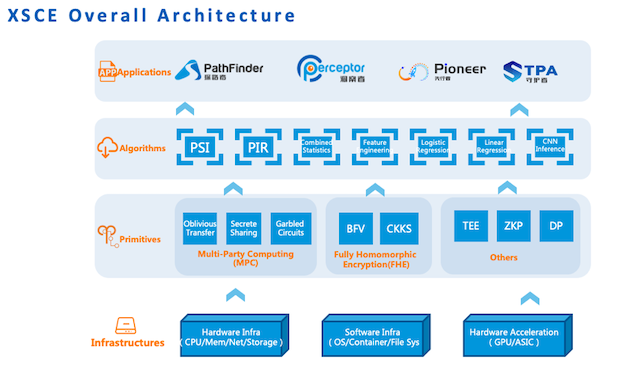 XSCE Overall Architecture
APP
Applications
PathFinder
探路者
Perceptor
洞察者
Pioneer
先行者
STPA
守护者
Algorithms
PSI
PIR
Combined
Statistics
Feature
Engineering
Logistic
Regression
Linear
Regression
CNN
Inference
Primitives
Oblivious
Transfer
Secrete
Sharing
Garbled
Circuits
Multi-Party Computing
(MPC)
BFV
CKKS
Fully Homomorphic
Encryption(FHE)
TEE
ZKP
DP
Others
Infrastructures
Hardware Infra
( CPU/Mem/Net/Storage )
Software Infra
( OS/Container/File Sys
Hardware Acceleration
( GPU/ASIC )